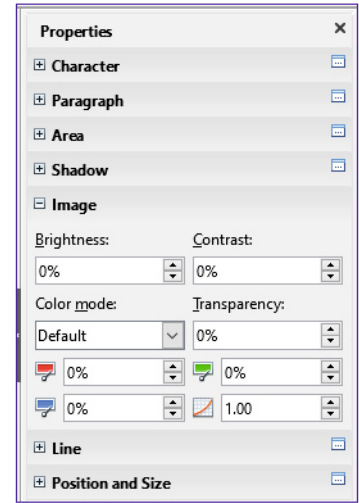 Properties
Character
Paragraph
Area
Shadow
Image
Brightness: Contrast:
0% 0%
Color mode: Transparency:
Default 0%
0% 0%
0% 1.00
Line
Position and Size